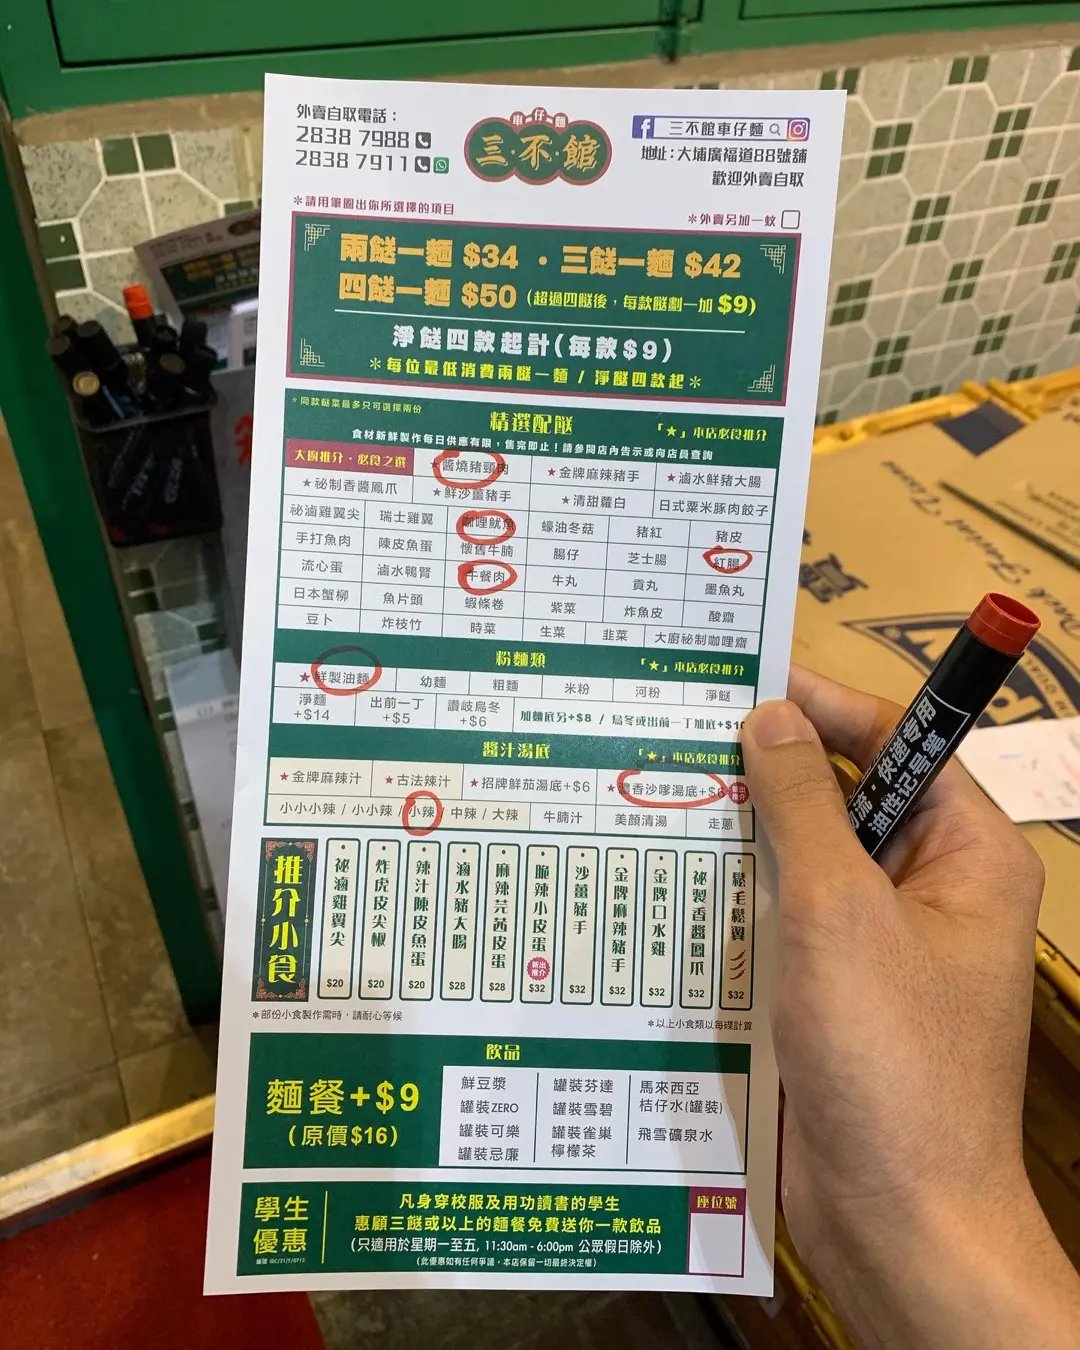 外賣自取電話：
2838 7988
2838 7911
車仔麵
三·不·館
三不館車仔麵
地址：大埔廣福道88號舖
歡迎外賣自取
＊請用筆圈出你所選擇的項目
＊外賣另加一蚊
兩餸一麵 $34 · 三餸一麵 $42
四餸一麵 $50 (超過四餸後，每款餸劃一加 $9)
淨餸四款起計(每款$9)
＊每位最低消費兩餸一麵 / 淨餸四款起＊
＊同款餸菜最多只可選擇兩份
精選配餸
「★」本店必食推介
食材新鮮製作每日供應有限，售完即止！請參閱店內告示或向店員查詢
大廚推介·必食之選 ★醬燒豬頸肉 ★金牌麻辣豬手 ★滷水鮮豬大腸
★祕制香醬鳳爪 ★鮮沙薑豬手 ★清甜蘿白 日式粟米豚肉餃子
祕滷雞翼尖 瑞士雞翼 咖哩魷魚 蠔油冬菇 豬紅 豬皮
手打魚肉 陳皮魚蛋 懷舊牛腩 腸仔 芝士腸 紅腸
流心蛋 滷水鴨腎 午餐肉 牛丸 貢丸 墨魚丸
日本蟹柳 魚片頭 蝦條卷 紫菜 炸魚皮 酸齋
豆卜 炸枝竹 時菜 生菜 韭菜 大廚祕制咖哩齋
粉麵類
「★」本店必食推介
★鮮製油麵 幼麵 粗麵 米粉 河粉 淨餸
淨麵 +$14 出前一丁 +$5 讚岐烏冬 +$6 加麵底另+$8 / 烏冬或出前一丁加底+$10
醬汁湯底
「★」本店必食推介
★金牌麻辣汁 ★古法辣汁 ★招牌鮮茄湯底+$6 ★濃香沙嗲湯底+$6 新出推介
小小小辣 / 小小辣 / 小辣 / 中辣 / 大辣 牛腩汁 美顏清湯 走蔥
推介小食
祕滷雞翼尖 $20
炸虎皮尖椒 $20
辣汁陳皮魚蛋 $20
滷水豬大腸 $28
麻辣芫茜皮蛋 $28
脆辣小皮蛋 新出推介 $32
沙薑豬手 $32
金牌麻辣豬手 $32
金牌口水雞 $32
祕製香醬鳳爪 $32
鬆毛鬆翼 $32
＊部份小食製作需時，請耐心等候
＊以上小食類以每碟計算
飲品
麵餐+$9
(原價$16)
鮮豆漿
罐裝ZERO
罐裝可樂
罐裝忌廉
罐裝芬達
罐裝雪碧
罐裝雀巢
檸檬茶
馬來西亞
桔仔水(罐裝)
飛雪礦泉水
學生
優惠
凡身穿校服及用功讀書的學生
惠顧三餸或以上的麵餐免費送你一款飲品
(只適用於星期一至五, 11:30am - 6:00pm 公眾假日除外)
(此優惠如有任何爭議，本店保留一切最終決定權)
座位號
流·快递专用
油性记号笔